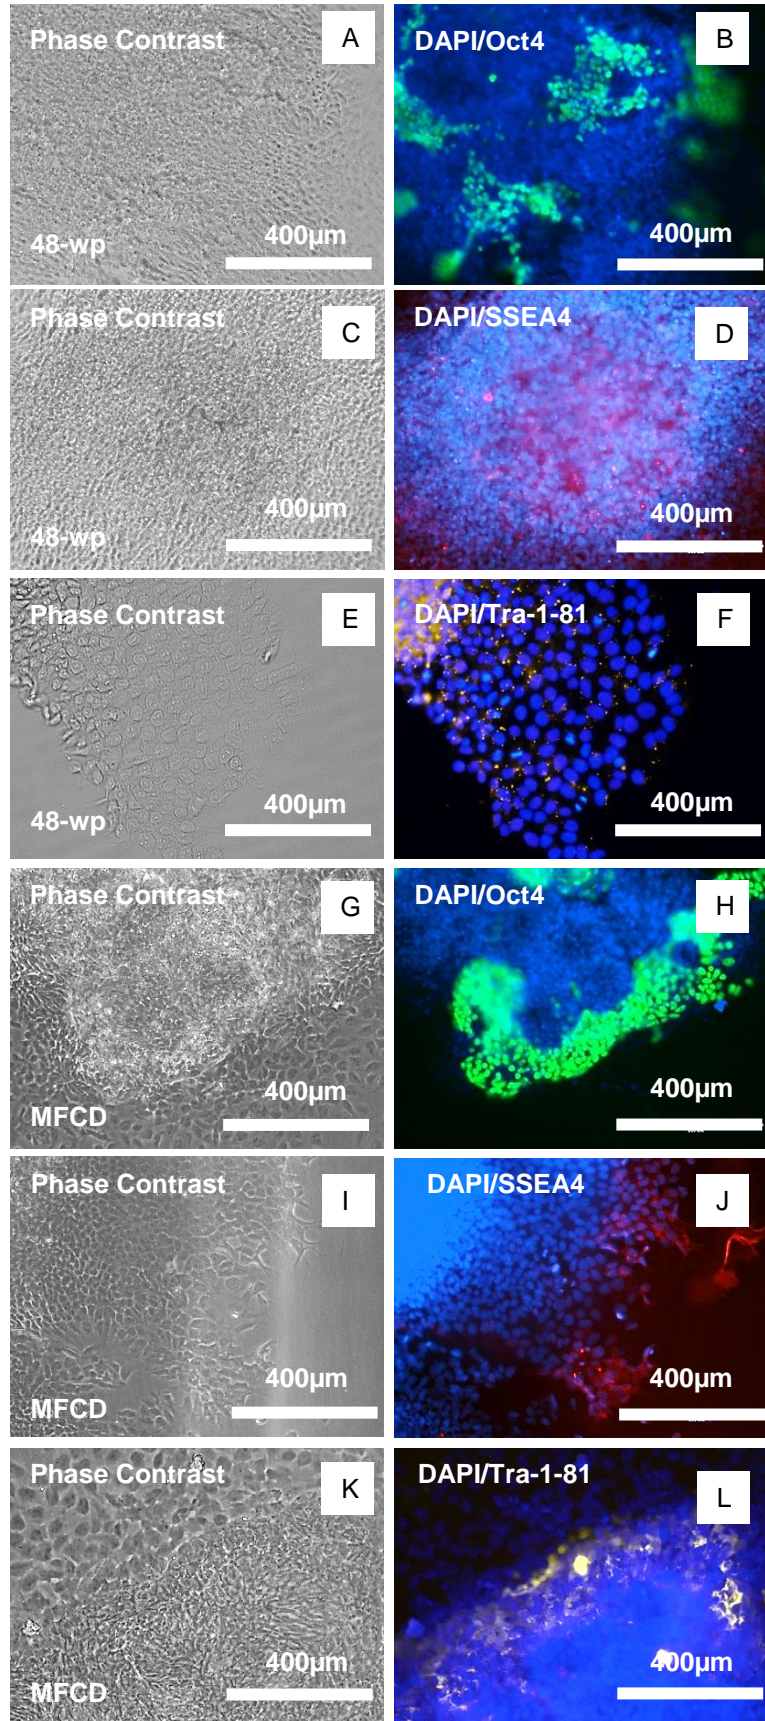 Phase Contrast A
48-wp 400µm
DAPI/Oct4 B
400µm
Phase Contrast C
48-wp 400µm
DAPI/SSEA4 D
400µm
Phase Contrast E
48-wp 400µm
DAPI/Tra-1-81 F
400µm
Phase Contrast G
MFCD 400µm
DAPI/Oct4 H
400µm
Phase Contrast I
MFCD 400µm
DAPI/SSEA4 J
400µm
Phase Contrast K
MFCD 400µm
DAPI/Tra-1-81 L
400µm